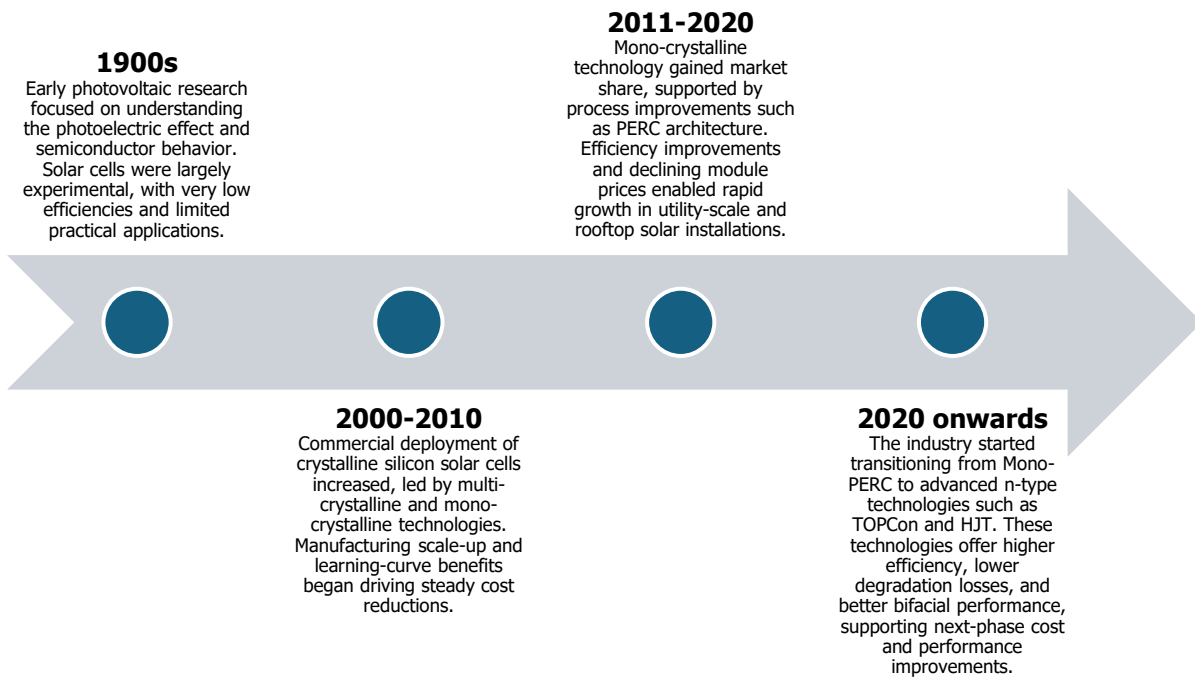 1900s
Early photovoltaic research
focused on understanding
the photoelectric effect and
semiconductor behavior.
Solar cells were largely
experimental, with very low
efficiencies and limited
practical applications.
2000-2010
Commercial deployment of
crystalline silicon solar cells
increased, led by multi-
crystalline and mono-
crystalline technologies.
Manufacturing scale-up and
learning-curve benefits
began driving steady cost
reductions.
2011-2020
Mono-crystalline
technology gained market
share, supported by
process improvements such
as PERC architecture.
Efficiency improvements
and declining module
prices enabled rapid
growth in utility-scale and
rooftop solar installations.
2020 onwards
The industry started
transitioning from Mono-
PERC to advanced n-type
technologies such as
TOPCon and HJT. These
technologies offer higher
efficiency, lower
degradation losses, and
better bifacial performance,
supporting next-phase cost
and performance
improvements.